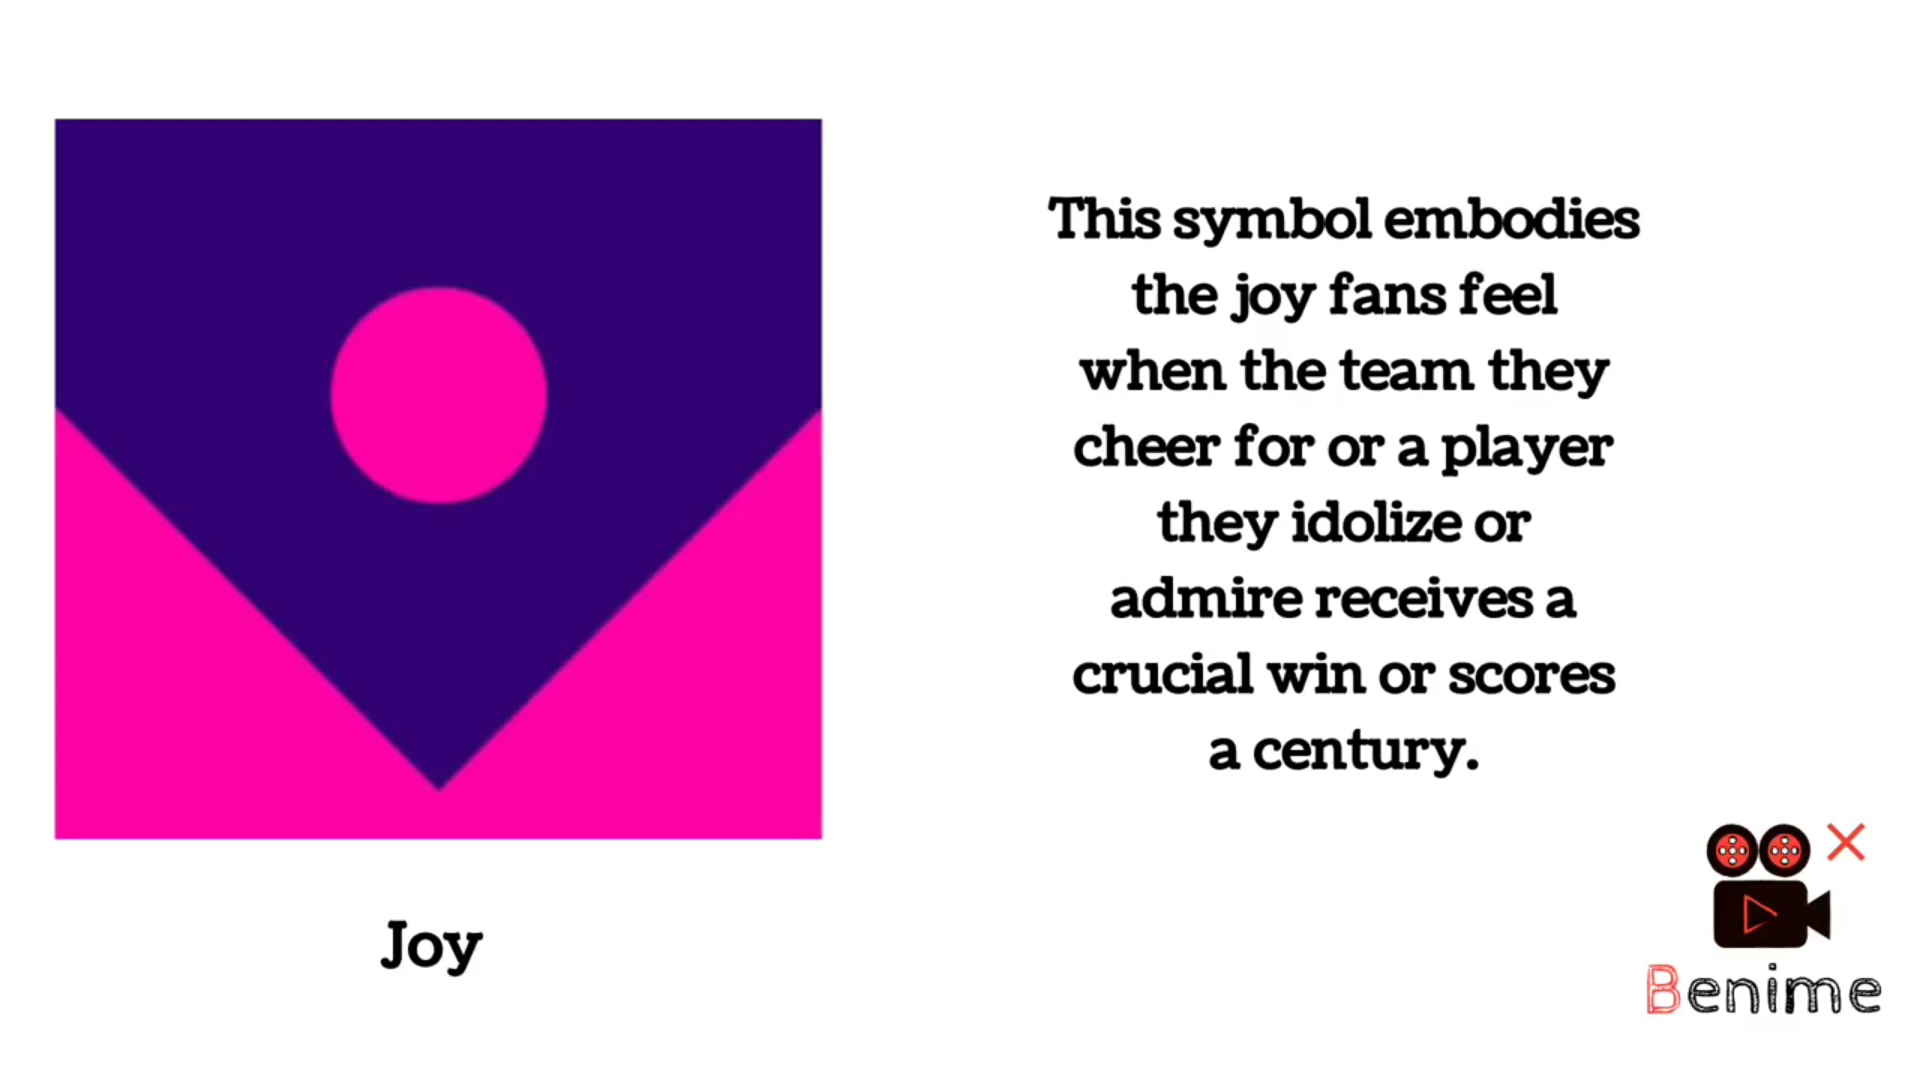 This symbol embodies
the joy fans feel
when the team they
cheer for or a player
they idolize or
admire receives a
crucial win or scores
a century.
Joy
Benime